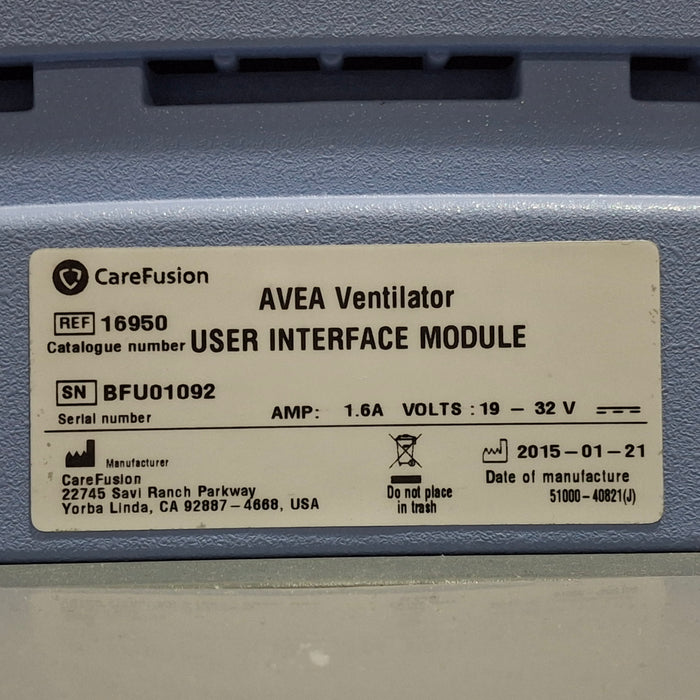 CareFusion
AVEA Ventilator
REF 16950
Catalogue number
USER INTERFACE MODULE
SN BFU01092
Serial number
AMP: 1.6A VOLTS : 19 – 32 V
Manufacturer
CareFusion
22745 Savi Ranch Parkway
Yorba Linda, CA 92887–4668, USA
Do not place
in trash
2015–01–21
Date of manufacture
51000–40821(J)